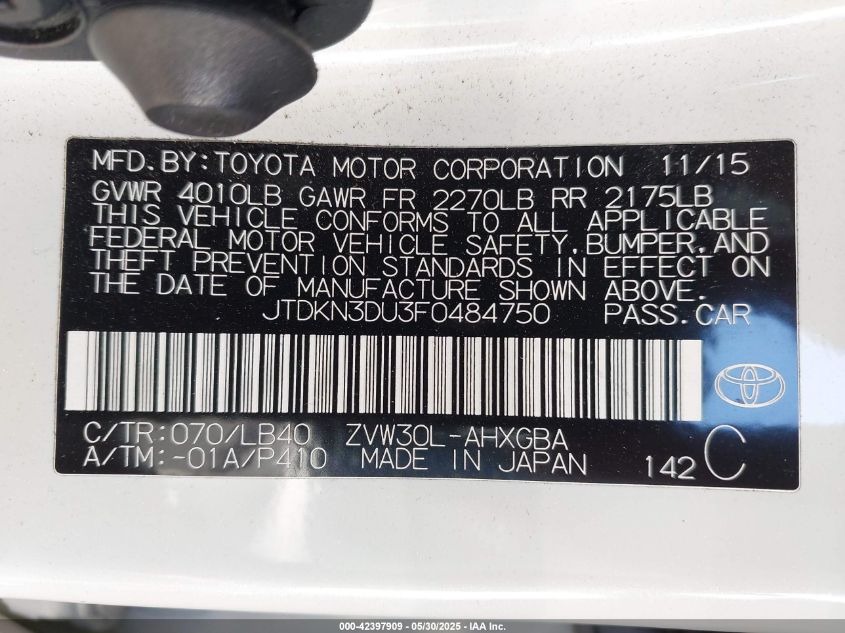 MFD.BY:TOYOTA MOTOR CORPORATION 11/15
GVWR 4010LB GAWR FR 2270LB RR 2175LB
THIS VEHICLE CONFORMS TO ALL APPLICABLE
FEDERAL MOTOR VEHICLE SAFETY,BUMPER,AND
THEFT PREVENTION STANDARDS IN EFFECT ON
THE DATE OF MANUFACTURE SHOWN ABOVE.
JTDKN3DU3F0484750 PASS.CAR
C/TR:070/LB40 ZVW30L-AHXGBA
A/TM:-01A/P410 MADE IN JAPAN 142 C
000-42397909 - 05/30/2025 - IAA Inc.